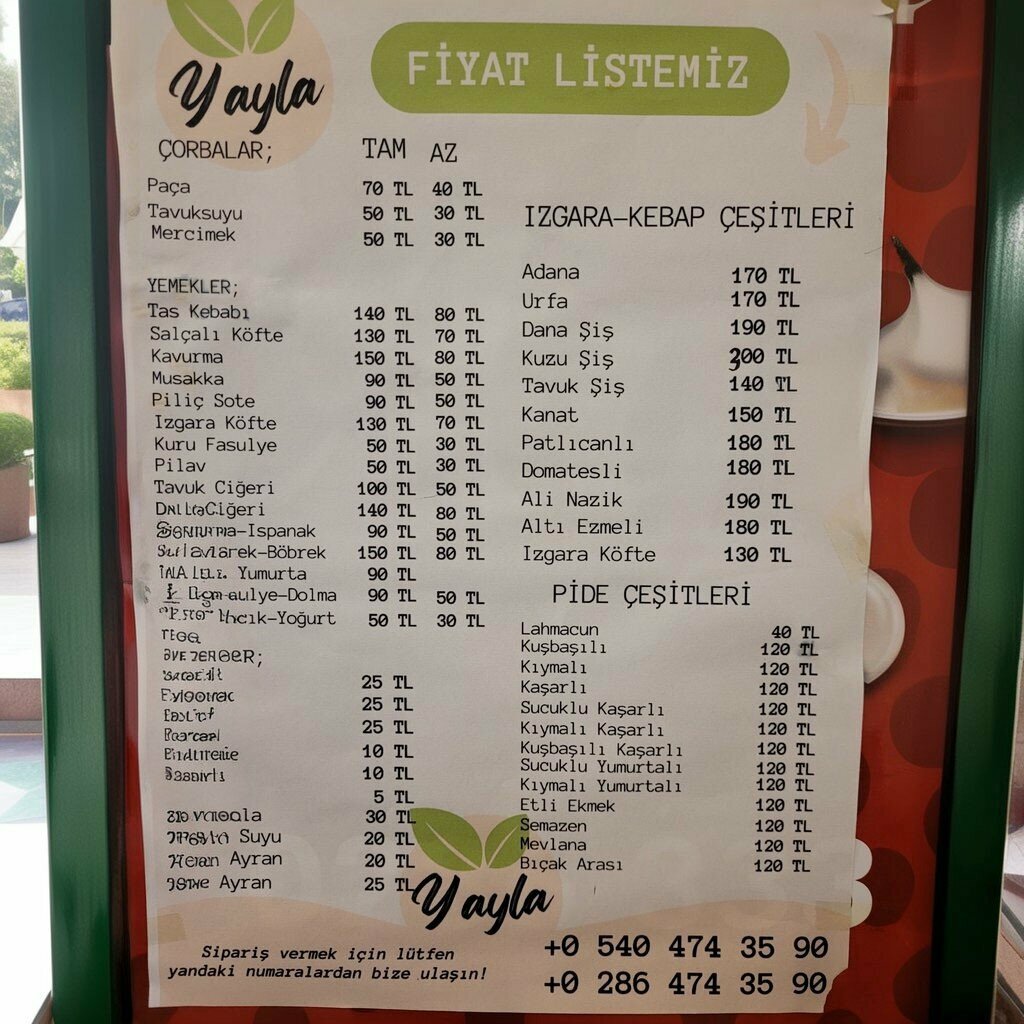 Yayla
FİYAT LİSTEMİZ
ÇORBALAR; TAM AZ
Paça 70 TL 40 TL
Tavuksuyu 50 TL 30 TL
Mercimek 50 TL 30 TL
YEMEKLER;
Tas Kebabı 140 TL 80 TL
Salçalı Köfte 130 TL 70 TL
Kavurma 150 TL 80 TL
Musakka 90 TL 50 TL
Piliç Sote 90 TL 50 TL
Izgara Köfte 130 TL 70 TL
Kuru Fasulye 50 TL 30 TL
Pilav 50 TL 30 TL
Tavuk Ciğeri 100 TL 50 TL
140 TL 80 TL
Ispanak 90 TL 50 TL
Böbrek 150 TL 80 TL
Yumurta 90 TL
Dolma 90 TL 50 TL
Yoğurt 50 TL 30 TL
25 TL
25 TL
25 TL
10 TL
10 TL
5 TL
30 TL
Suyu 20 TL
Ayran 20 TL
Ayran 25 TL
IZGARA-KEBAP ÇEŞİTLERİ
Adana 170 TL
Urfa 170 TL
Dana Şiş 190 TL
Kuzu Şiş TL
Tavuk Şiş 140 TL
Kanat 150 TL
Patlıcanlı 180 TL
Domatesli 180 TL
Ali Nazik 190 TL
Altı Ezmeli 180 TL
Izgara Köfte 130 TL
PİDE ÇEŞİTLERİ
Lahmacun 40 TL
Kuşbaşılı 120 TL
Kıymalı 120 TL
Kaşarlı 120 TL
Sucuklu Kaşarlı 120 TL
Kıymalı Kaşarlı 120 TL
Kuşbaşılı Kaşarlı 120 TL
Sucuklu Yumurtalı 120 TL
Kıymalı Yumurtalı 120 TL
Etli Ekmek 120 TL
Semazen 120 TL
Mevlana 120 TL
Bıçak Arası 120 TL
Yayla
Sipariş vermek için lütfen
yandaki numaralardan bize ulaşın!
+0 540 474 35 90
+0 286 474 35 90